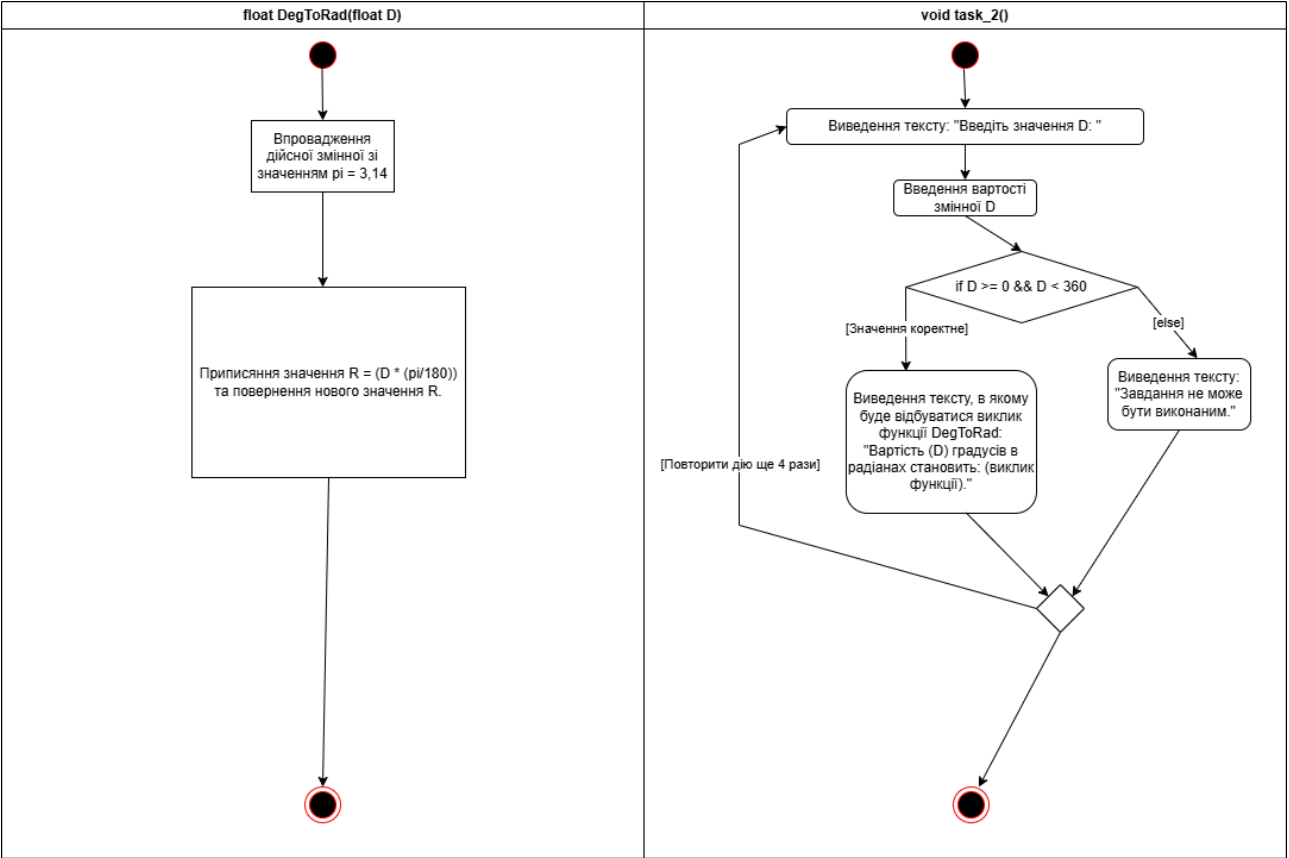 float DegToRad(float D)
Впровадження
дійсної змінної зі
значенням pi = 3,14
Приписяння значення R = (D * (pi/180))
та повернення нового значення R.
void task_2()
Виведення тексту: "Введіть значення D: "
Введення вартості
змінної D
if D >= 0 && D < 360
[Значення коректне]
[else]
Виведення тексту, в якому
буде відбуватися виклик
функції DegToRad:
"Вартість (D) градусів в
радіанах становить: (виклик
функції)."
Виведення тексту:
"Завдання не може
бути виконаним."
[Повторити дію ще 4 рази]